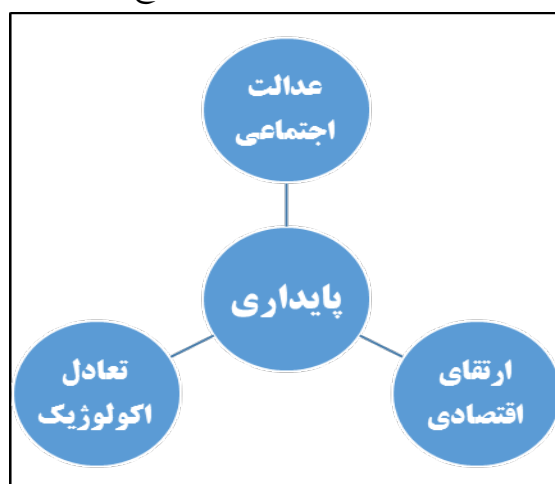 عدالت
اجتماعی
پایداری
ارتقای
اقتصادی
تعادل
اکولوژیک